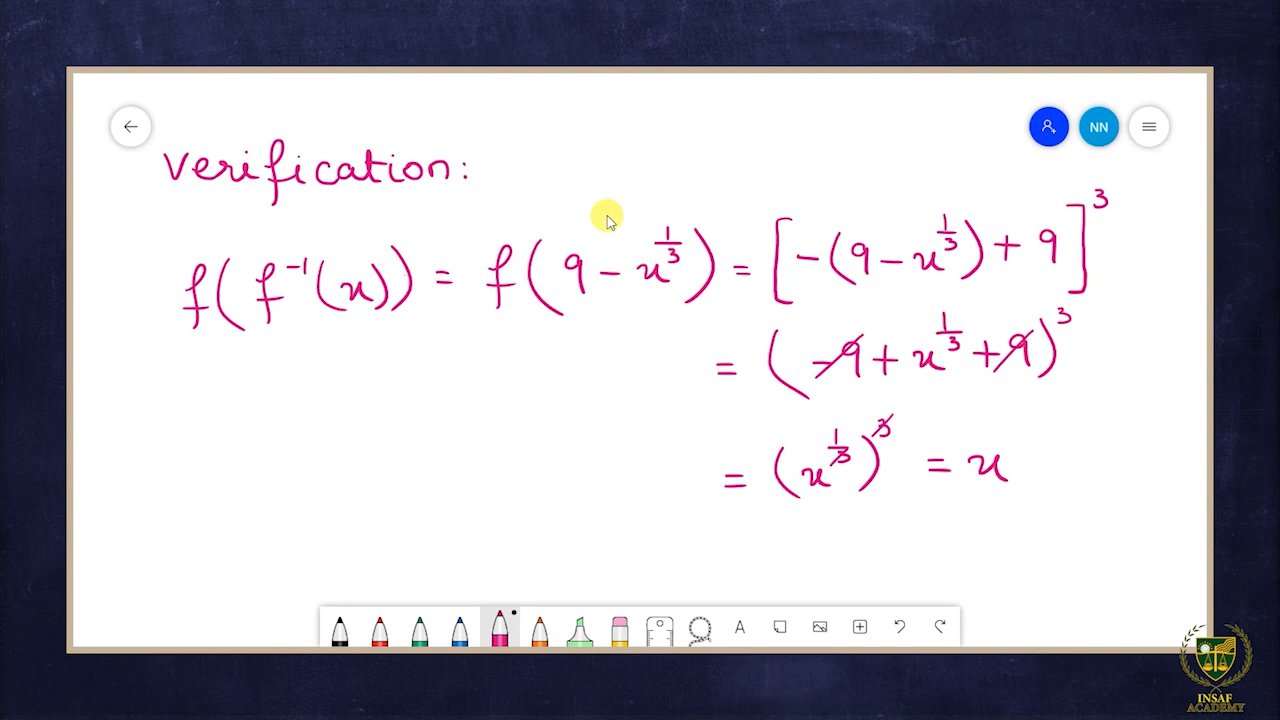 NN
Verification:
f(f⁻¹(x)) = f(9 − x^{1/3}) = [−(9 − x^{1/3}) + 9]³
= (−9 + x^{1/3} + 9)³
= (x^{1/3})³ = x
A
INSAF
ACADEMY